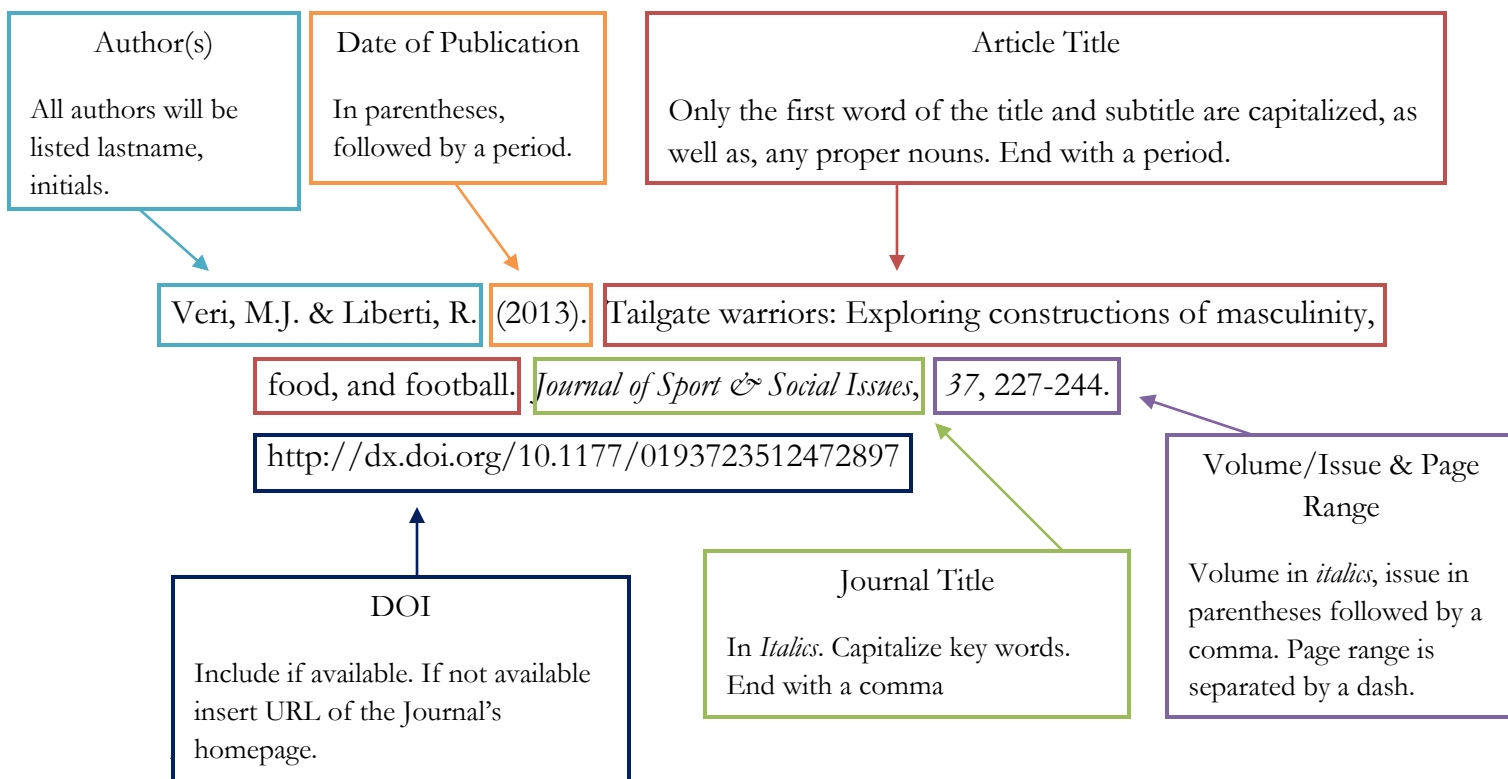 Author(s)
All authors will be
listed lastname,
initials.
Date of Publication
In parentheses,
followed by a period.
Article Title
Only the first word of the title and subtitle are capitalized, as
well as, any proper nouns. End with a period.
Veri, M.J. & Liberti, R. (2013). Tailgate warriors: Exploring constructions of masculinity,
food, and football. Journal of Sport & Social Issues, 37, 227-244.
http://dx.doi.org/10.1177/0193723512472897
DOI
Include if available. If not available
insert URL of the Journal's
homepage.
Journal Title
In Italics. Capitalize key words.
End with a comma
Volume/Issue & Page
Range
Volume in italics, issue in
parentheses followed by a
comma. Page range is
separated by a dash.